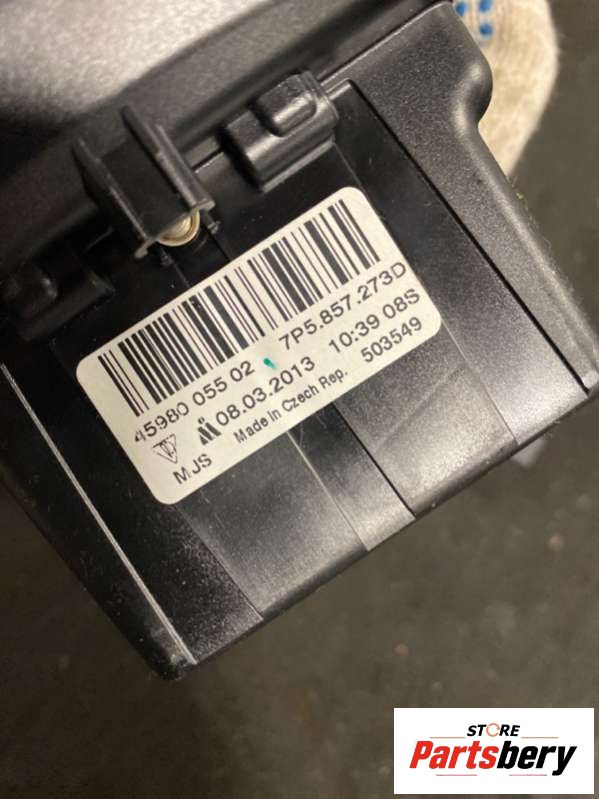 45980 055 02 7P5.857.273D
08.03.2013 10:39 08S
MJS Made in Czech Rep. 503549
STORE
Partsbery